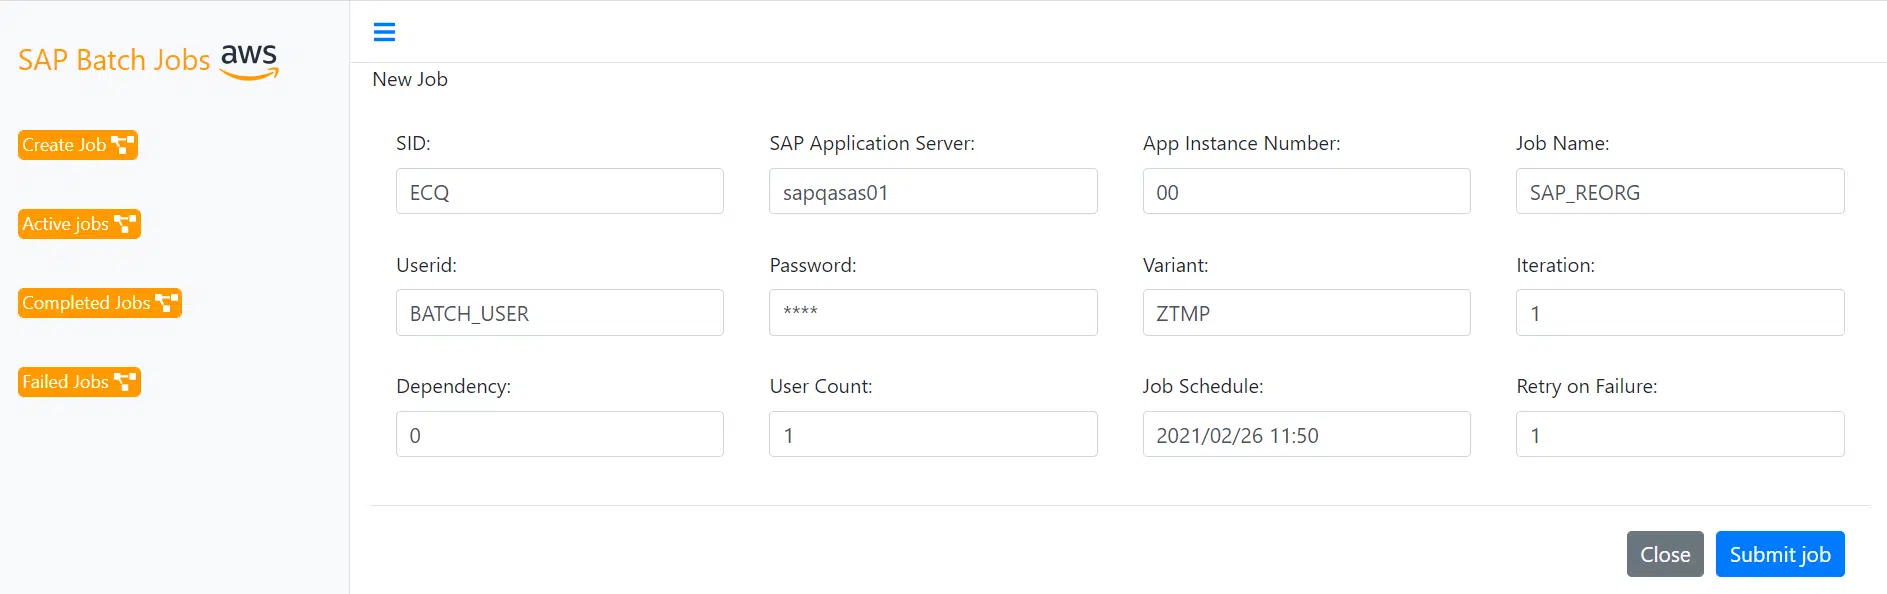 SAP Batch Jobs aws
Create Job
Active jobs
Completed Jobs
Failed Jobs
New Job
SID: SAP Application Server: App Instance Number: Job Name:
ECQ sapqasas01 00 SAP_REORG
Userid: Password: Variant: Iteration:
BATCH_USER **** ZTMP 1
Dependency: User Count: Job Schedule: Retry on Failure:
0 1 2021/02/26 11:50 1
Close Submit job